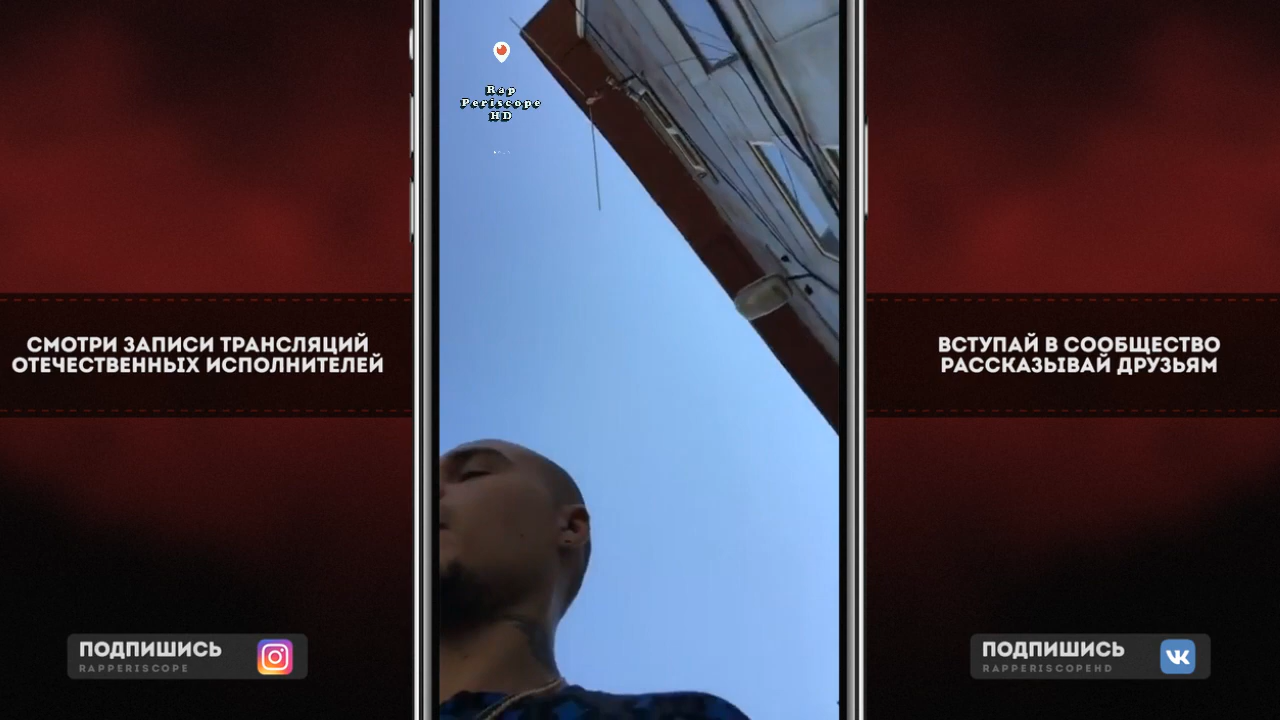 Rap
Periscope
HD
СМОТРИ ЗАПИСИ ТРАНСЛЯЦИЙ
ОТЕЧЕСТВЕННЫХ ИСПОЛНИТЕЛЕЙ
ВСТУПАЙ В СООБЩЕСТВО
РАССКАЗЫВАЙ ДРУЗЬЯМ
ПОДПИШИСЬ
RAPPERISCOPE
ПОДПИШИСЬ
RAPPERISCOPEHD